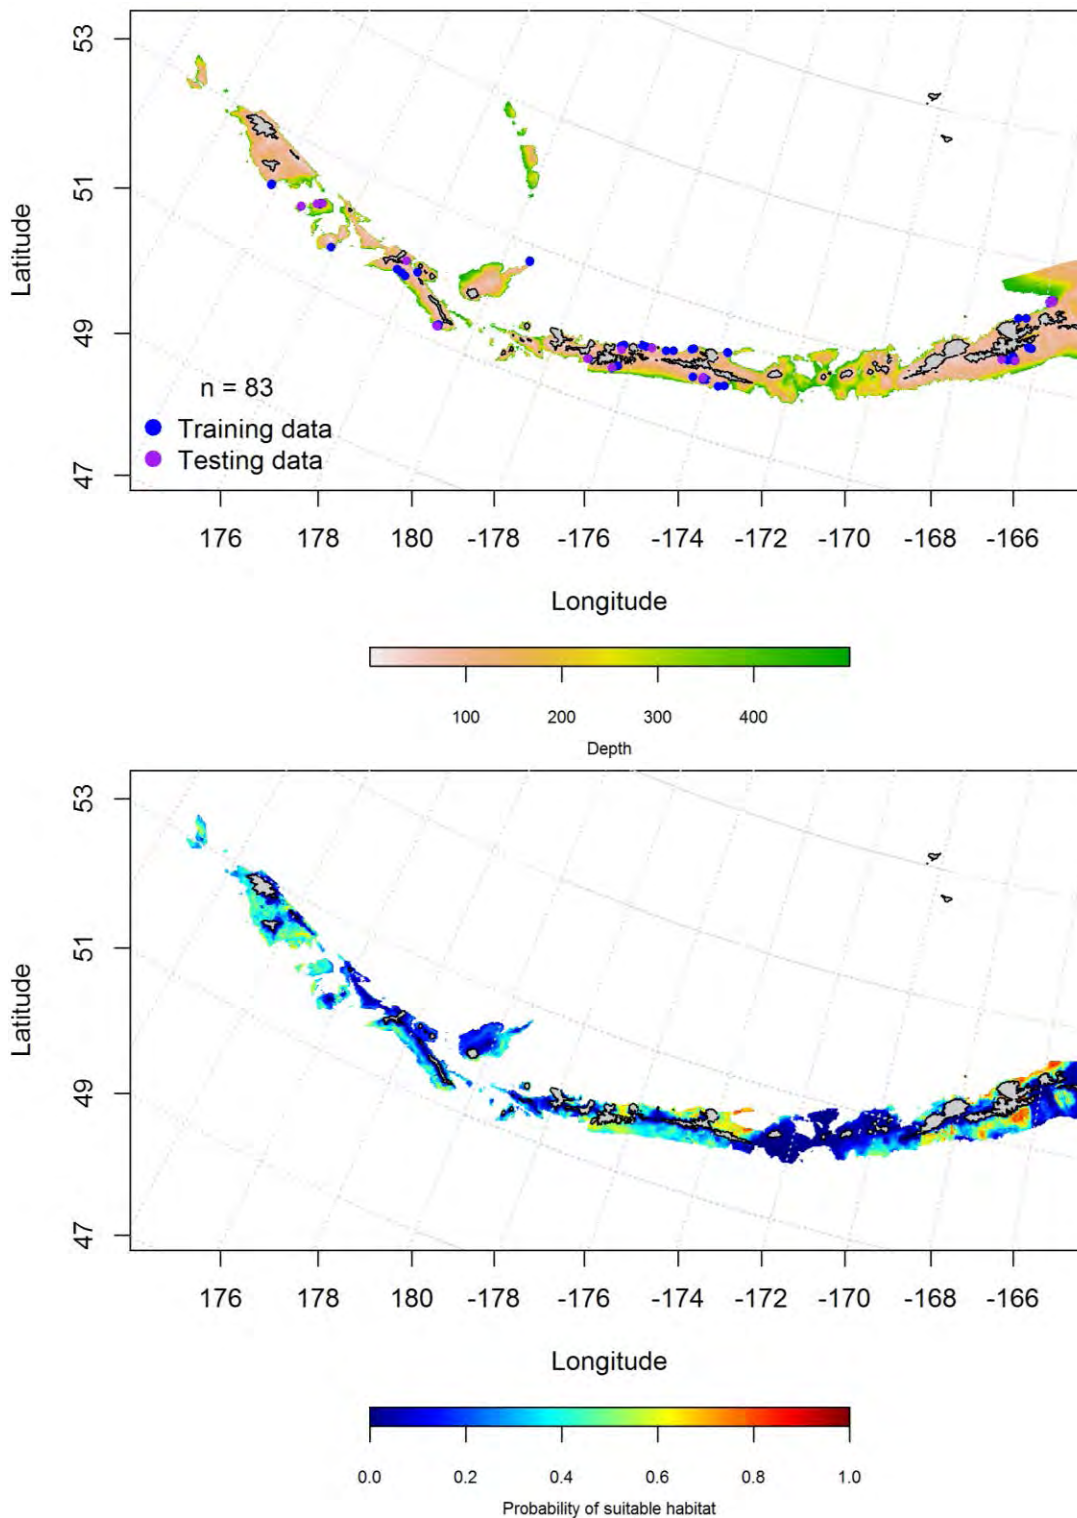 53
51
49
47
Latitude
n = 83
Training data
Testing data
176 178 180 -178 -176 -174 -172 -170 -168 -166
Longitude
100 200 300 400
Depth
53
51
49
47
Latitude
176 178 180 -178 -176 -174 -172 -170 -168 -166
Longitude
0.0 0.2 0.4 0.6 0.8 1.0
Probability of suitable habitat